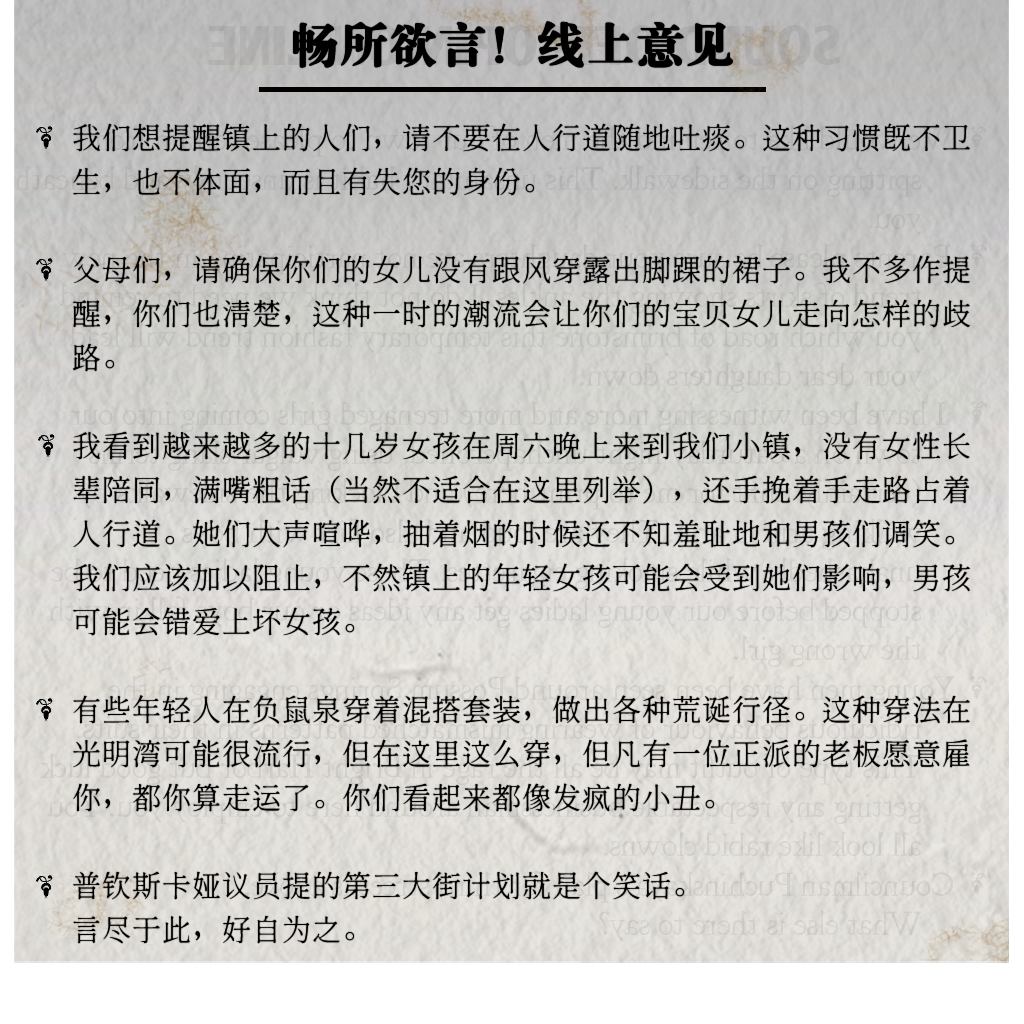 畅所欲言！线上意见
我们想提醒镇上的人们，请不要在人行道随地吐痰。这种习惯既不卫
生，也不体面，而且有失您的身份。
父母们，请确保你们的女儿没有跟风穿露出脚踝的裙子。我不多作提
醒，你们也清楚，这种一时的潮流会让你们的宝贝女儿走向怎样的歧
路。
我看到越来越多的十几岁女孩在周六晚上来到我们小镇，没有女性长
辈陪同，满嘴粗话（当然不适合在这里列举），还手挽着手走路占着
人行道。她们大声喧哗，抽着烟的时候还不知羞耻地和男孩们调笑。
我们应该加以阻止，不然镇上的年轻女孩可能会受到她们影响，男孩
可能会错爱上坏女孩。
有些年轻人在负鼠泉穿着混搭套装，做出各种荒诞行径。这种穿法在
光明湾可能很流行，但在这里这么穿，但凡有一位正派的老板愿意雇
你，都你算走运了。你们看起来都像发疯的小丑。
普钦斯卡娅议员提的第三大街计划就是个笑话。
言尽于此，好自为之。